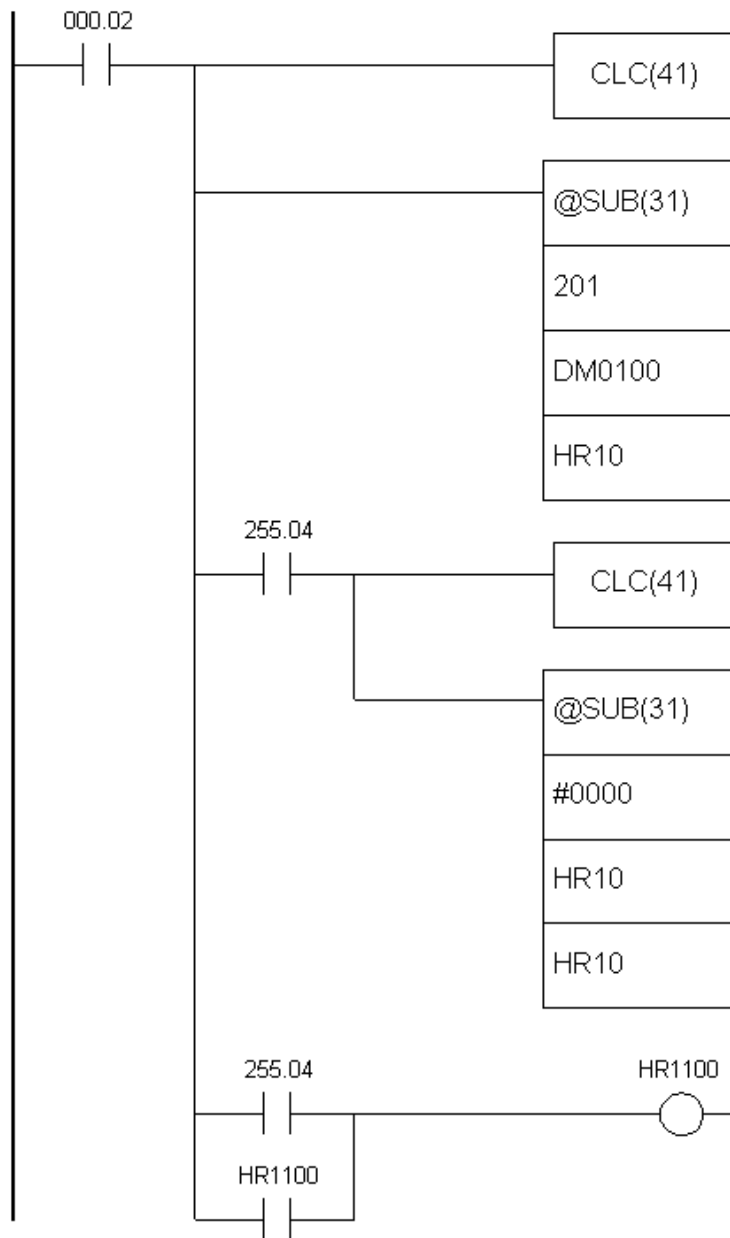 000.02
CLC(41)
@SUB(31)
201
DM0100
HR10
255.04
CLC(41)
@SUB(31)
#0000
HR10
HR10
255.04
HR1100
HR1100